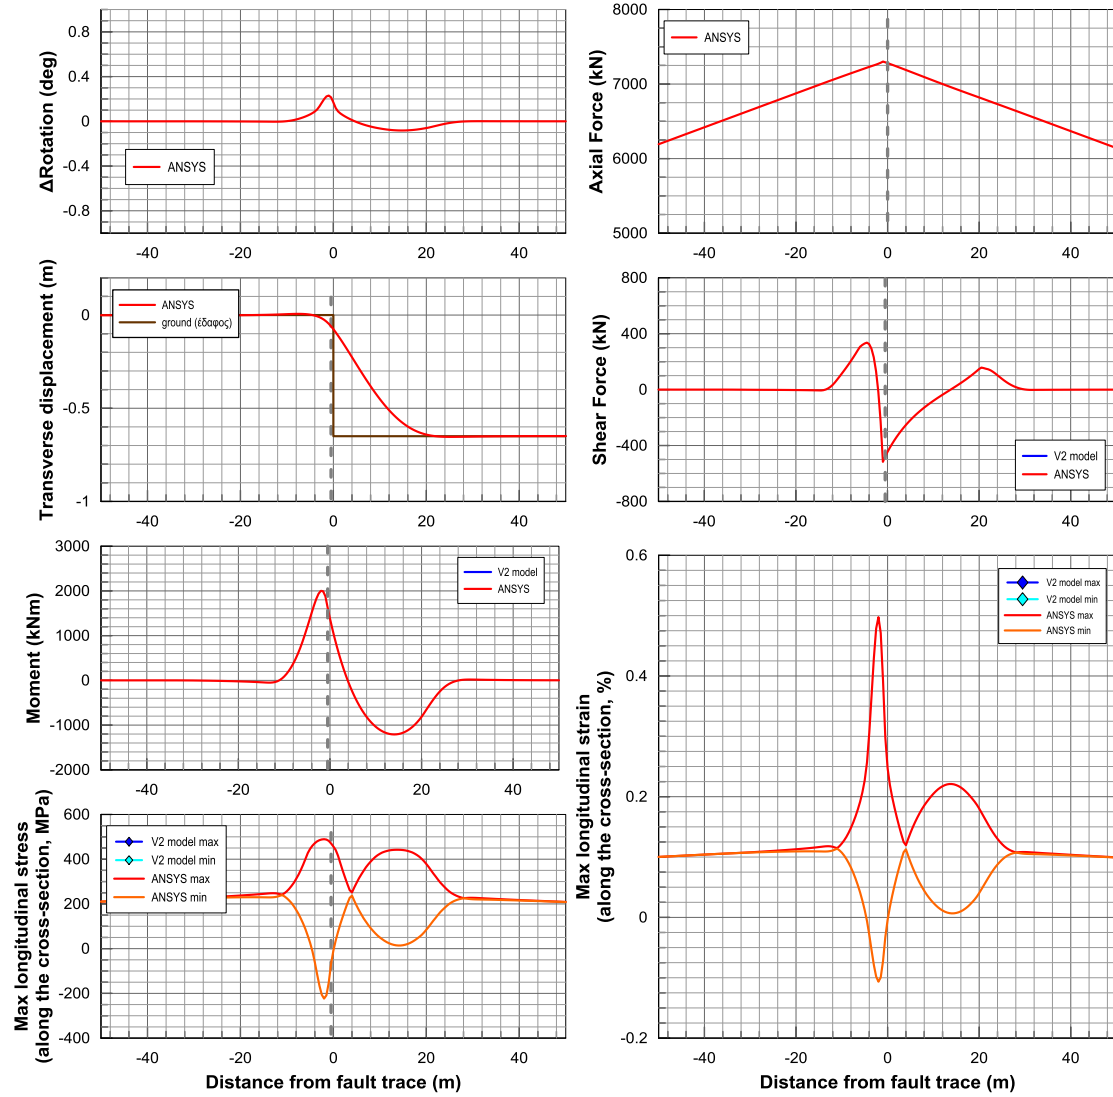 ΔRotation (deg)
0.8
0.4
0
-0.4
-0.8
ANSYS
-40
-20
0
20
40
Axial Force (kN)
8000
7000
6000
5000
ANSYS
-40
-20
0
20
40
Transverse displacement (m)
0
-0.5
-1
ANSYS
ground (έδαφος)
-40
-20
0
20
40
Shear Force (kN)
800
400
0
-400
-800
V2 model
ANSYS
-40
-20
0
20
40
Moment (kNm)
3000
2000
1000
0
-1000
-2000
V2 model
ANSYS
-40
-20
0
20
40
Max longitudinal stress
(along the cross-section, MPa)
600
400
200
0
-200
-400
V2 model max
V2 model min
ANSYS max
ANSYS min
-40
-20
0
20
40
Distance from fault trace (m)
Max longitudinal strain
(along the cross-section, %)
0.6
0.4
0.2
0
-0.2
V2 model max
V2 model min
ANSYS max
ANSYS min
-40
-20
0
20
40
Distance from fault trace (m)